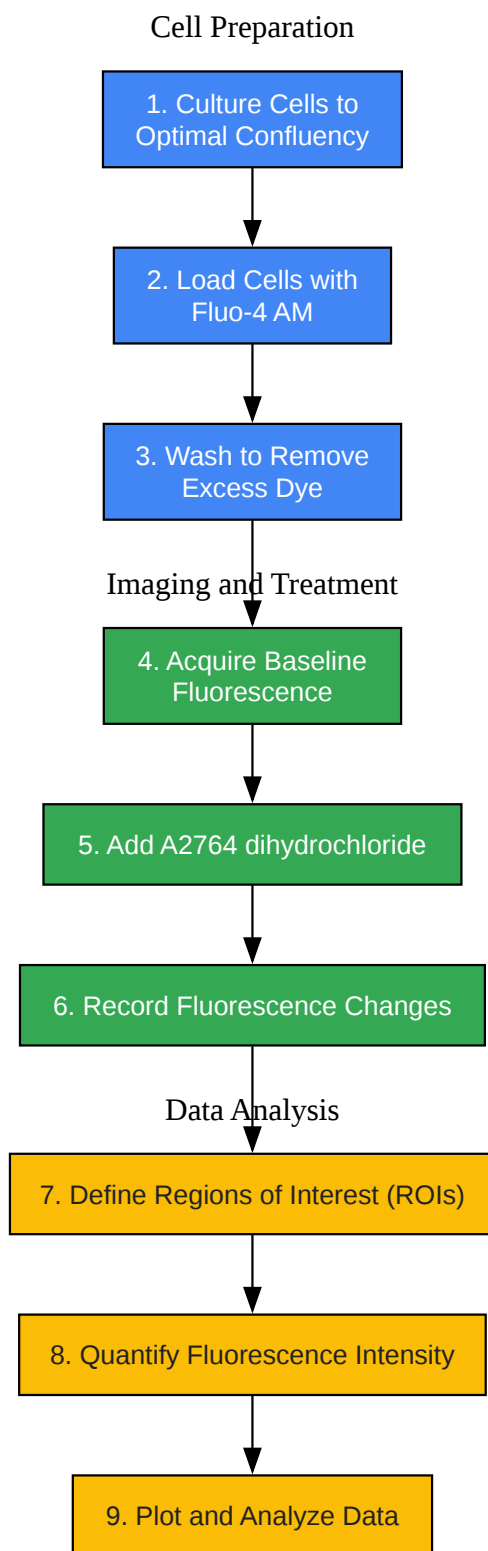 Cell Preparation
1. Culture Cells to
Optimal Confluency
2. Load Cells with
Fluo-4 AM
3. Wash to Remove
Excess Dye
Imaging and Treatment
4. Acquire Baseline
Fluorescence
5. Add A2764 dihydrochloride
6. Record Fluorescence Changes
Data Analysis
7. Define Regions of Interest (ROIs)
8. Quantify Fluorescence Intensity
9. Plot and Analyze Data